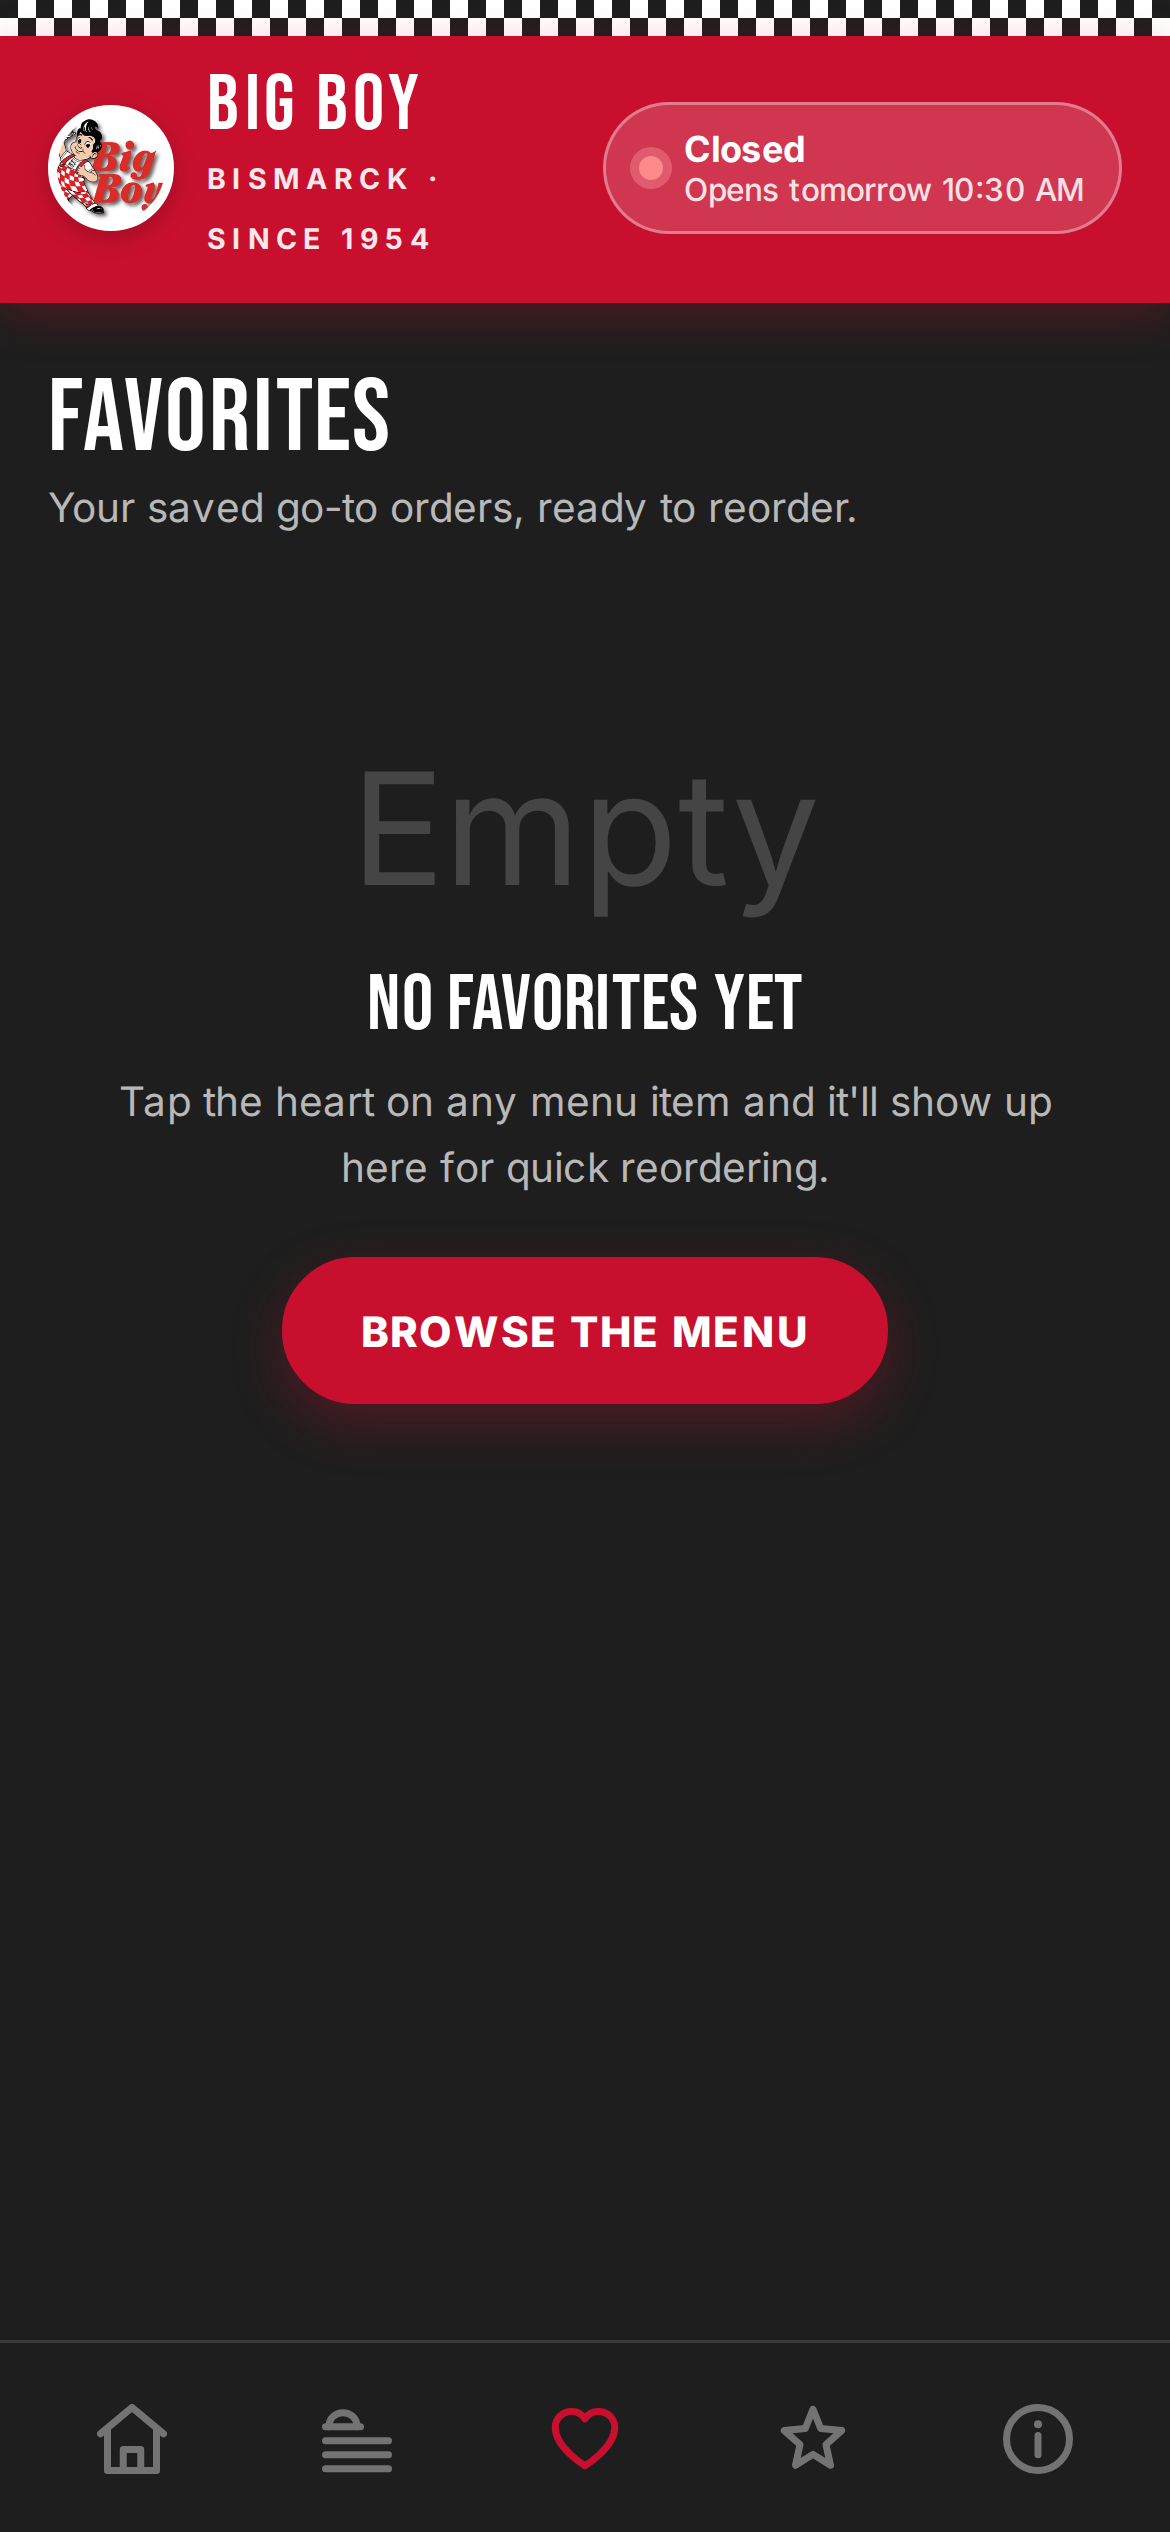 BIG BOY
BISMARCK ·
SINCE 1954
Big
Boy
Closed
Opens tomorrow 10:30 AM
FAVORITES
Your saved go-to orders, ready to reorder.
Empty
NO FAVORITES YET
Tap the heart on any menu item and it'll show up
here for quick reordering.
BROWSE THE MENU